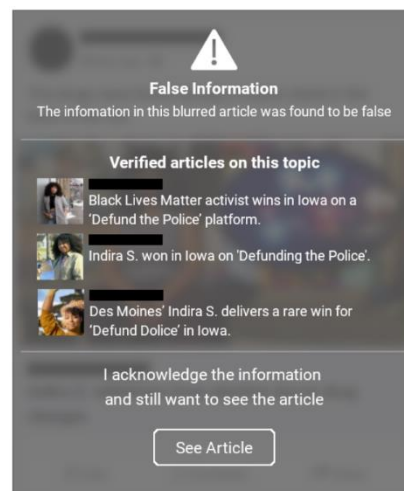 False Information
The infomation in this blurred article was found to be false
Verified articles on this topic
Black Lives Matter activist wins in Iowa on a
‘Defund the Police’ platform.
Indira S. won in Iowa on 'Defunding the Police'.
Des Moines’ Indira S. delivers a rare win for
‘Defund Dolice’ in Iowa.
I acknowledge the information
and still want to see the article
See Article